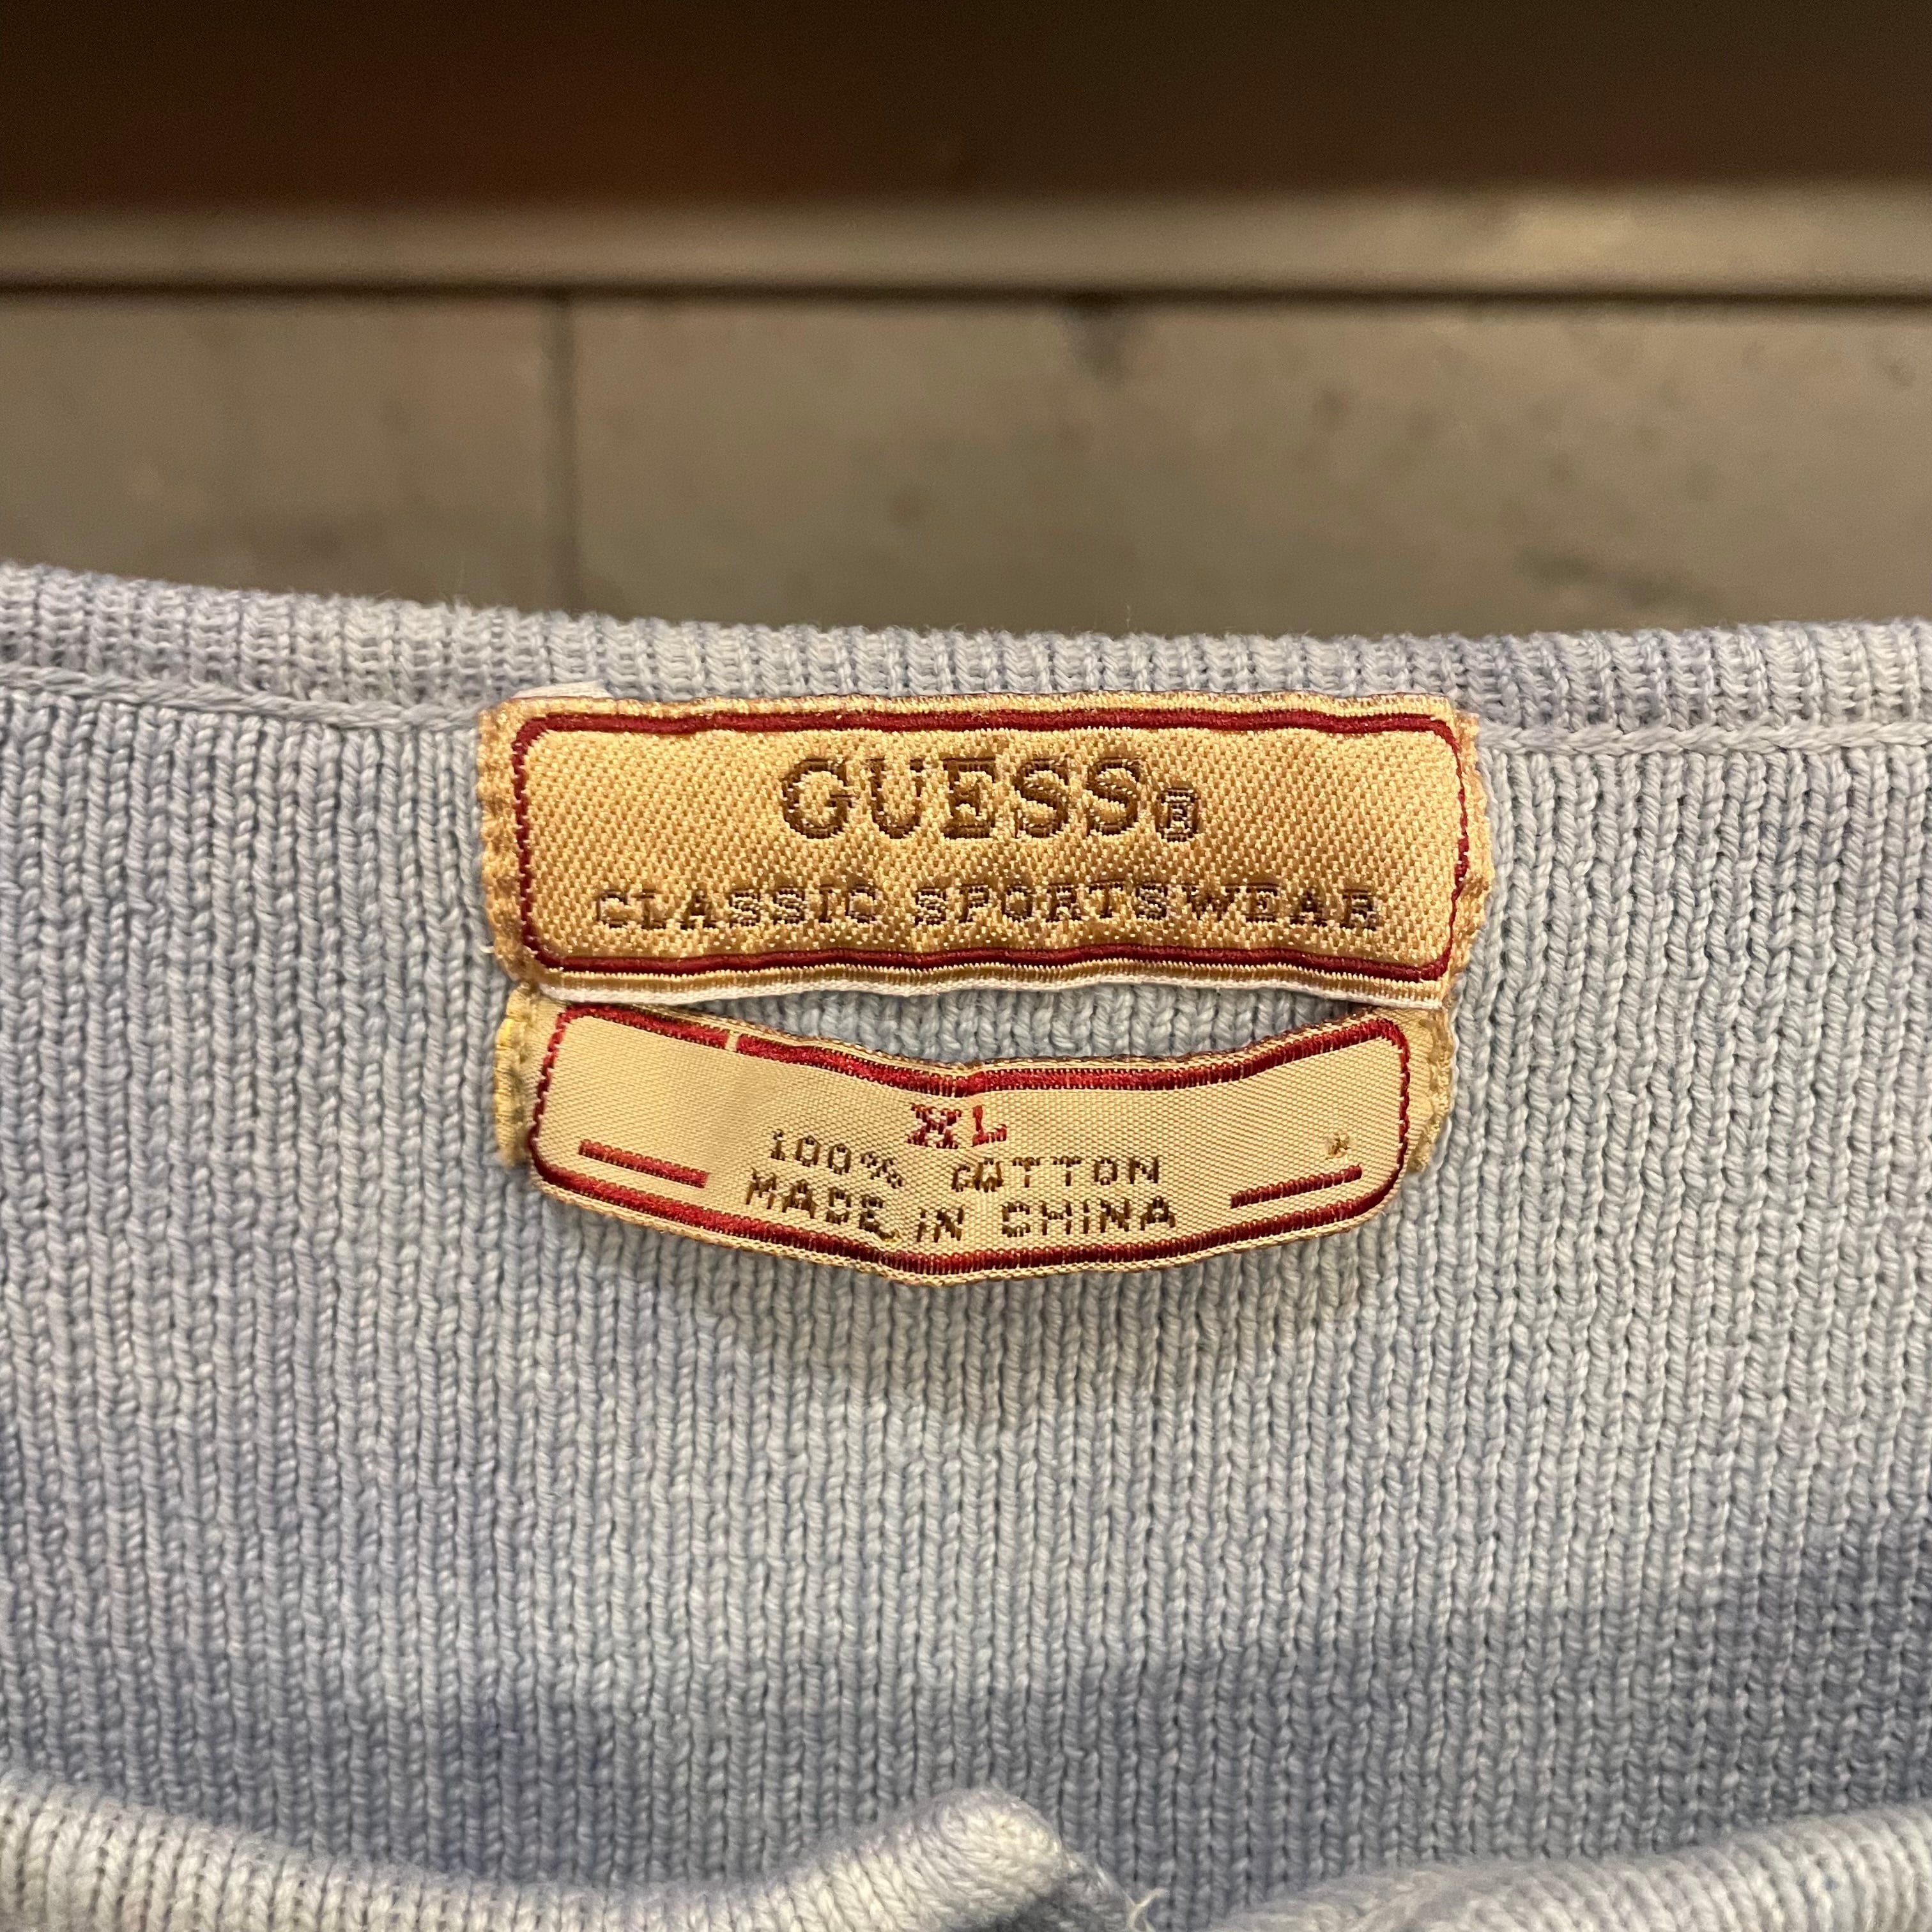 GUESS®
CLASSIC SPORTSWEAR
XL
100% COTTON
MADE IN CHINA